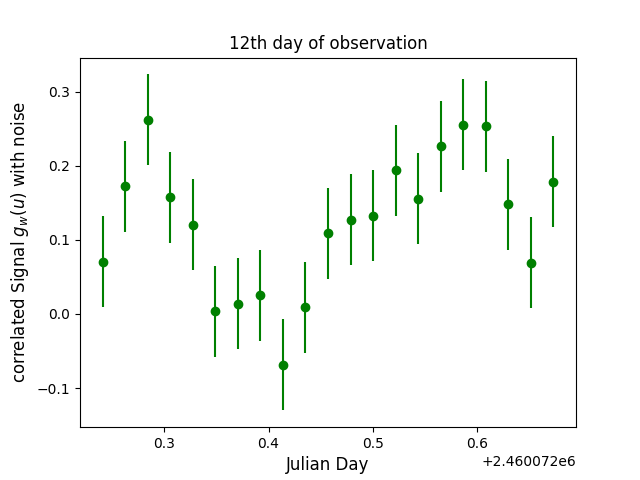 12th day of observation
correlated Signal g_w(u) with noise
0.3
0.2
0.1
0.0
−0.1
0.3 0.4 0.5 0.6
Julian Day
+2.460072e6